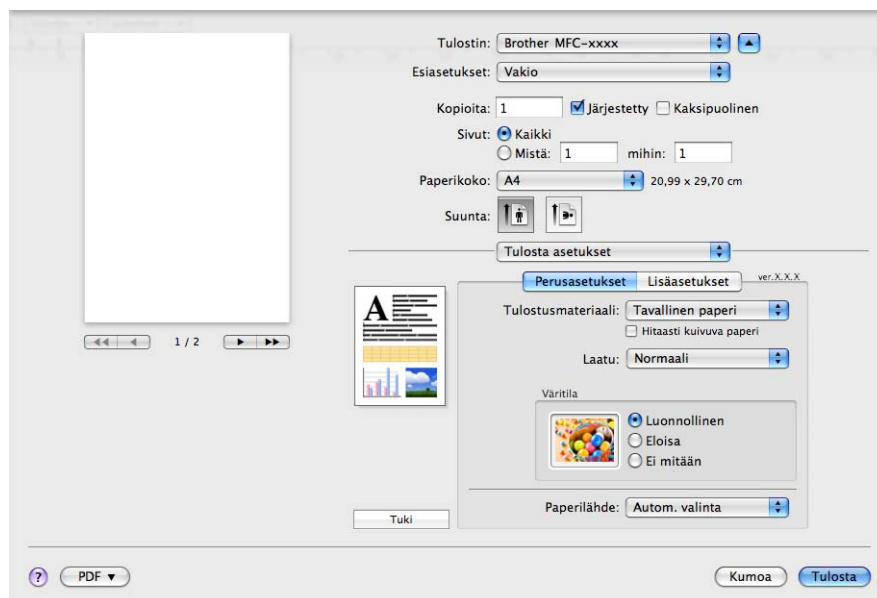 Tulostin: Brother MFC-xxxx
Esiasetukset: Vakio
Kopioita: 1 Järjestetty Kaksipuolinen
Sivut: Kaikki
Mistä: 1 mihin: 1
Paperikoko: A4 20,99 x 29,70 cm
Suunta:
Tulosta asetukset
Perusasetukset Lisäasetukset ver.X.X.X
A
Tulostusmateriaali: Tavallinen paperi
Hitaasti kuivuva paperi
1 / 2
Laatu: Normaali
Väritila
Luonnollinen
Eloisa
Ei mitään
Paperilähde: Autom. valinta
Tuki
? PDF ▼ Kumoa Tulosta